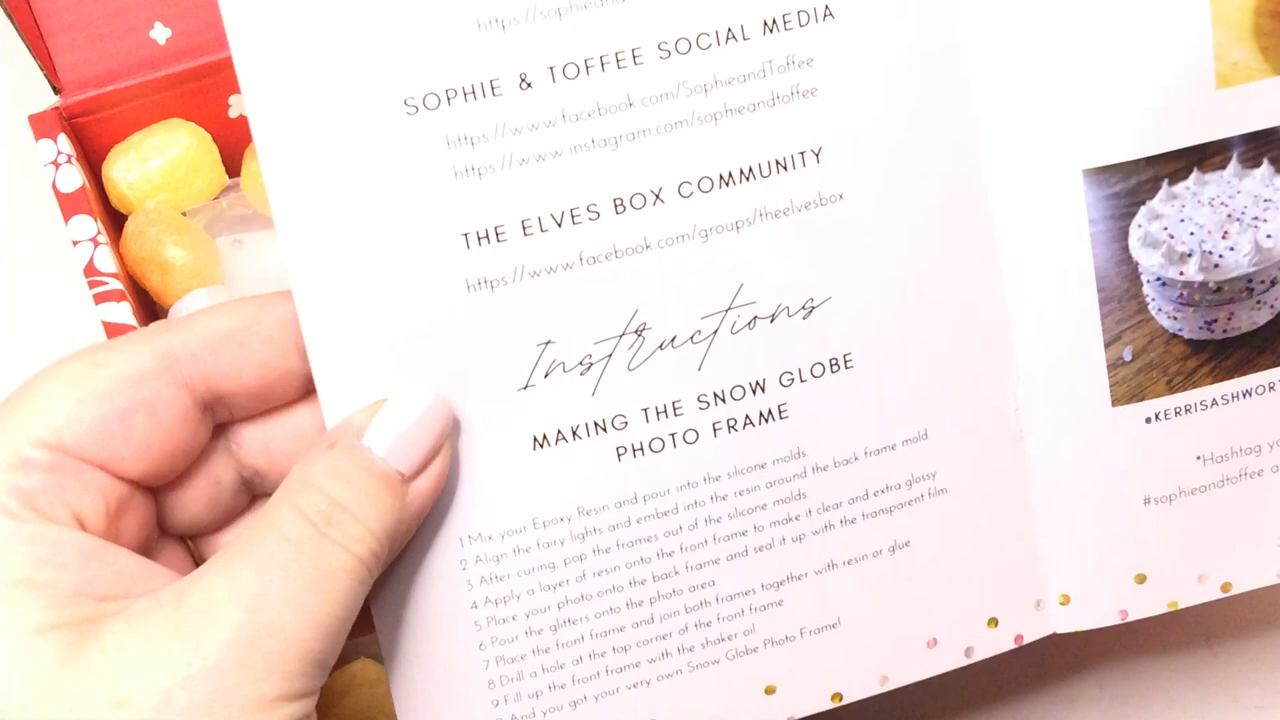 https://sophieand
SOPHIE & TOFFEE SOCIAL MEDIA
https://www.facebook.com/SophieandToffee
https://www.instagram.com/sophieandtoffee
THE ELVES BOX COMMUNITY
https://www.facebook.com/groups/theelvesbox
Instructions
MAKING THE SNOW GLOBE
PHOTO FRAME
1 Mix your Epoxy Resin and pour into the silicone molds.
2 Align the fairy lights and embed into the resin around the back frame mold
3 After curing, pop the frames out of the silicone molds.
4 Apply a layer of resin onto the front frame to make it clear and extra glossy
5 Place your photo onto the back frame and seal it up with the transparent film
6 Pour the glitters onto the photo area.
7 Place the front frame and join both frames together with resin or glue
8 Drill a hole at the top corner of the front frame
9 Fill up the front frame with the shaker oil.
And you got your very own Snow Globe Photo Frame!
@KERRISASHWOR
*Hashtag
#sophieandtoffee